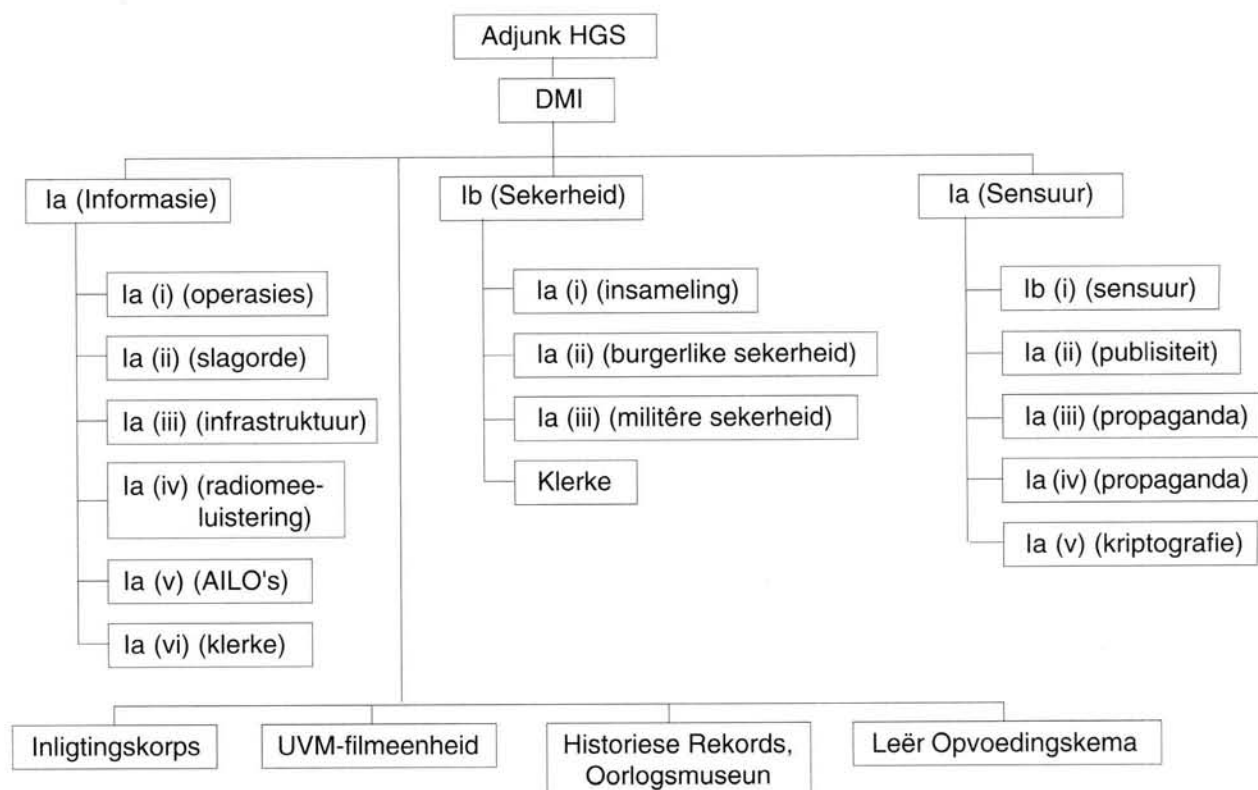 Adjunk HGS
DMI
Ia (Informasie)
Ia (i) (operasies)
Ia (ii) (slagorde)
Ia (iii) (infrastruktuur)
Ia (iv) (radiomee-
luistering)
Ia (v) (AILO's)
Ia (vi) (klerke)
Ib (Sekerheid)
Ia (i) (insameling)
Ia (ii) (burgerlike sekerheid)
Ia (iii) (militêre sekerheid)
Klerke
Ia (Sensuur)
Ib (i) (sensuur)
Ia (ii) (publisiteit)
Ia (iii) (propaganda)
Ia (iv) (propaganda)
Ia (v) (kriptografie)
Inligtingskorps
UVM-filmeenheid
Historiese Rekords,
Oorlogsmuseun
Leër Opvoedingskema